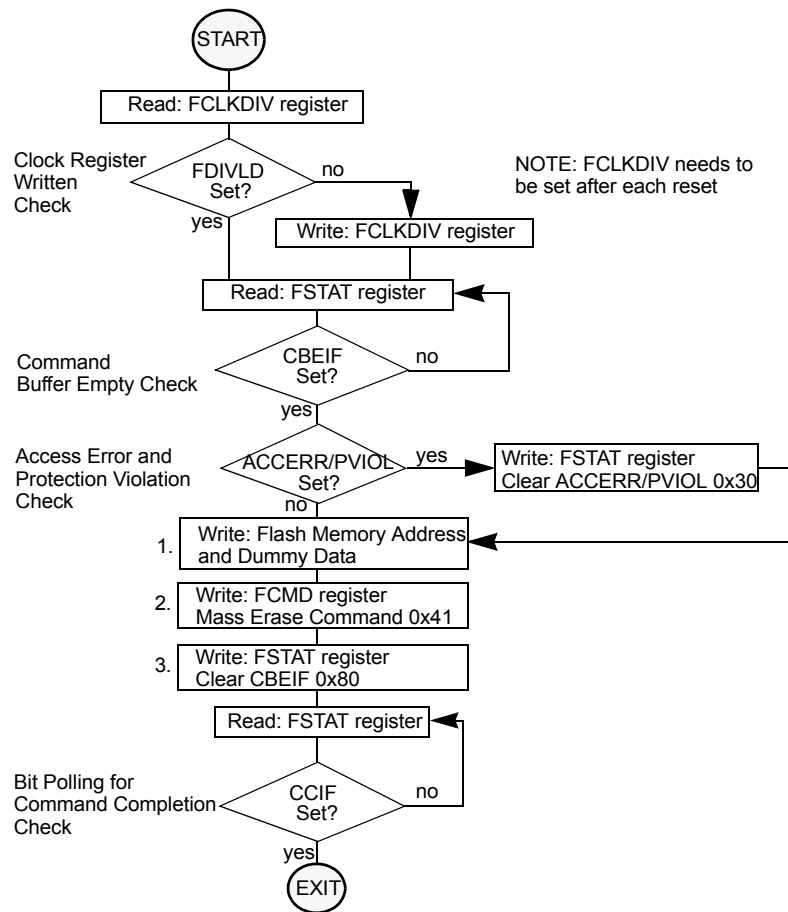 START
Read: FCLKDIV register
Clock Register
Written
Check
FDIVLD
Set?
no
yes
NOTE: FCLKDIV needs to
be set after each reset
Write: FCLKDIV register
Read: FSTAT register
Command
Buffer Empty Check
CBEIF
Set?
no
yes
Access Error and
Protection Violation
Check
ACCERR/PVIOL
Set?
yes
no
Write: FSTAT register
Clear ACCERR/PVIOL 0x30
1.
Write: Flash Memory Address
and Dummy Data
2.
Write: FCMD register
Mass Erase Command 0x41
3.
Write: FSTAT register
Clear CBEIF 0x80
Read: FSTAT register
Bit Polling for
Command Completion
Check
CCIF
Set?
no
yes
EXIT